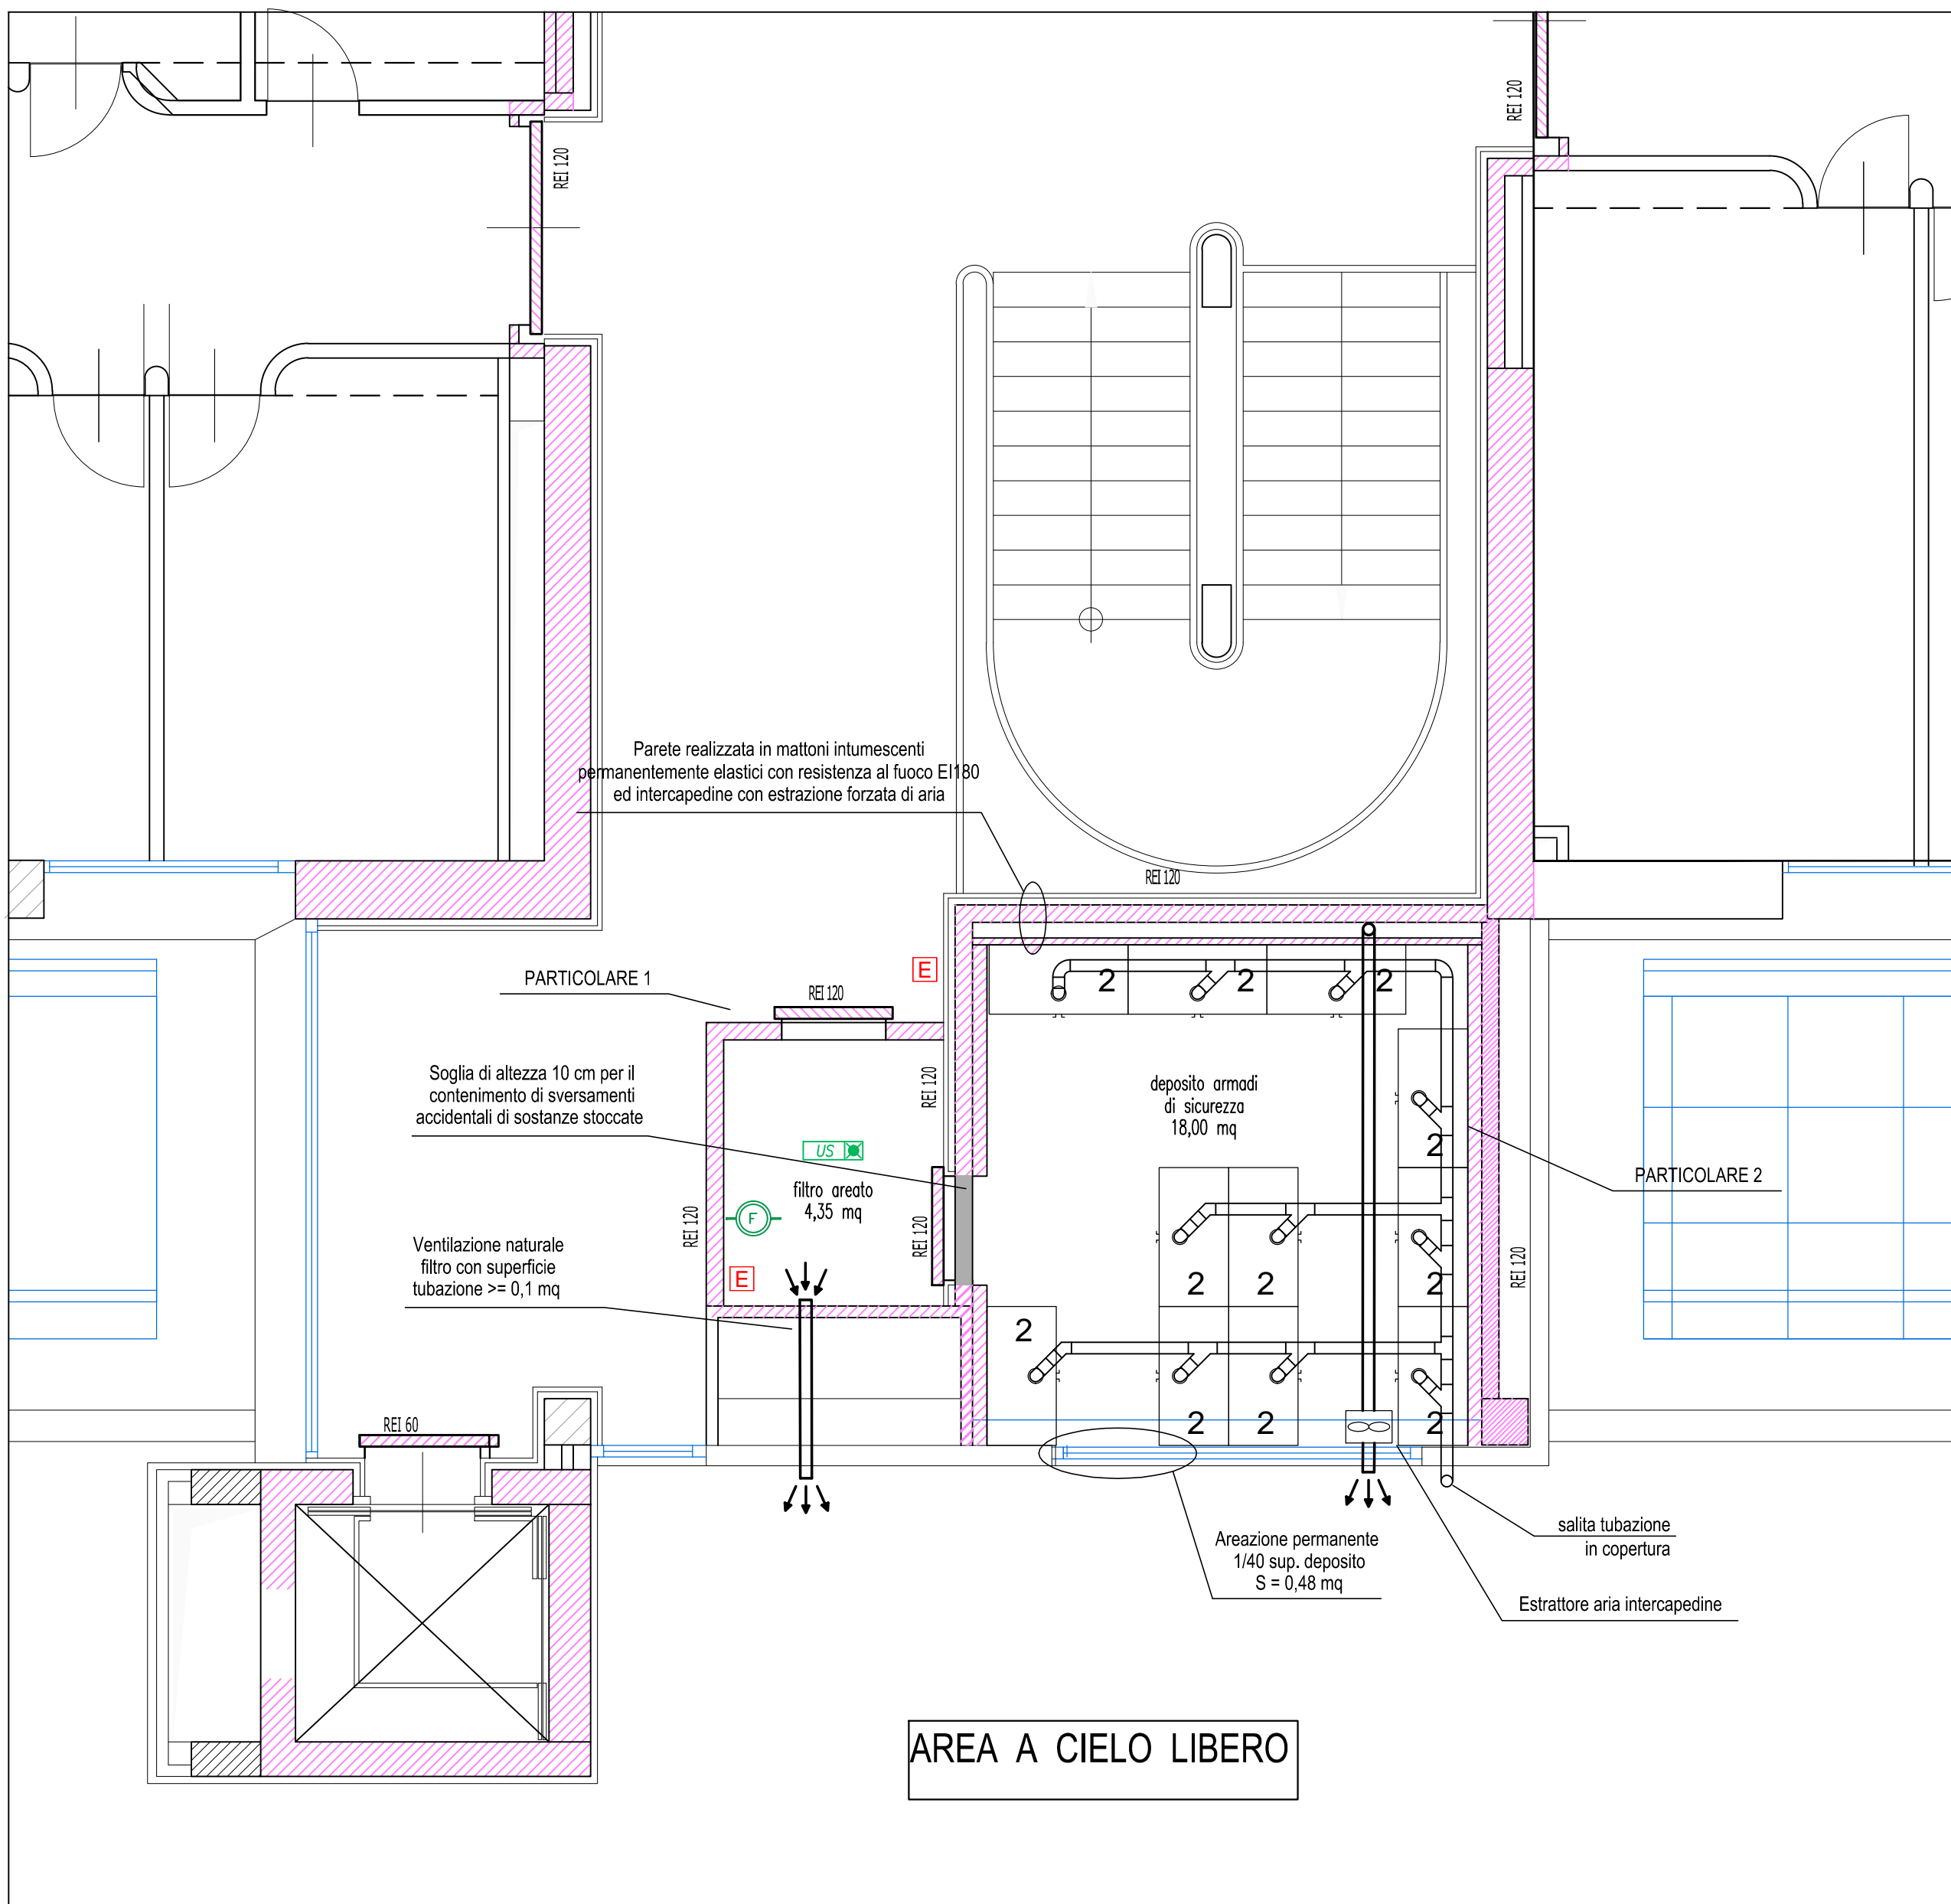 REI 120
REI 120
Parete realizzata in mattoni intumescenti
permanentemente elastici con resistenza al fuoco EI180
ed intercapedine con estrazione forzata di aria
REI 120
PARTICOLARE 1
E
REI 120
2
2
2
Soglia di altezza 10 cm per il
contenimento di sversamenti
accidentali di sostanze stoccate
REI 120
deposito armadi
di sicurezza
18,00 mq
US
2
PARTICOLARE 2
filtro areato
4,35 mq
F
REI 120
REI 120
REI 120
Ventilazione naturale
filtro con superficie
tubazione >= 0,1 mq
E
2
2
2
2
REI 60
2
2
2
Areazione permanente
1/40 sup. deposito
S = 0,48 mq
salita tubazione
in copertura
Estrattore aria intercapedine
AREA A CIELO LIBERO